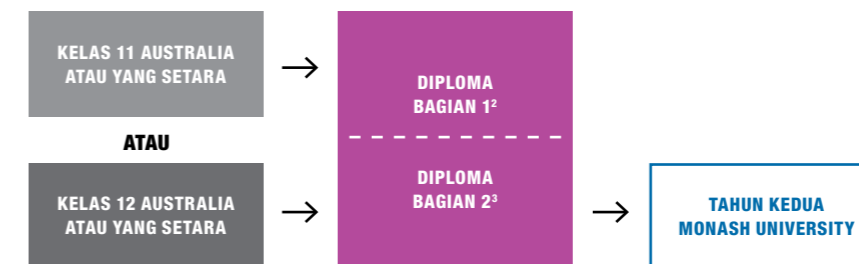 KELAS 11 AUSTRALIA
ATAU YANG SETARA
ATAU
KELAS 12 AUSTRALIA
ATAU YANG SETARA
DIPLOMA
BAGIAN 1²
DIPLOMA
BAGIAN 2³
TAHUN KEDUA
MONASH UNIVERSITY